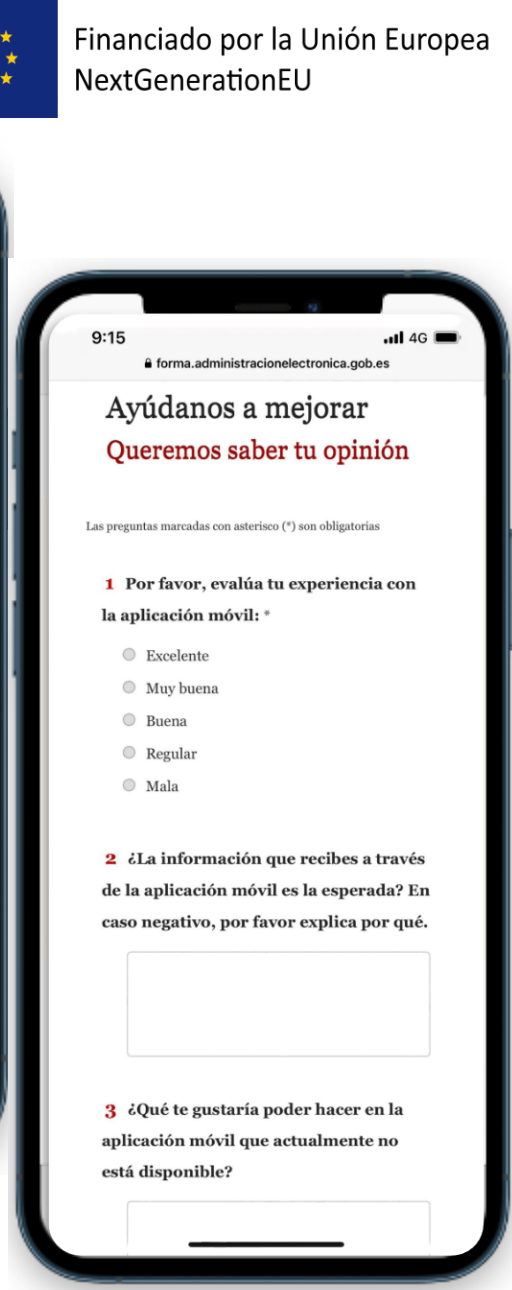 Financiado por la Unión Europea
NextGenerationEU
9:15
4G
forma.administracionelectronica.gob.es
Ayúdanos a mejorar
Queremos saber tu opinión
Las preguntas marcadas con asterisco (*) son obligatorias
1 Por favor, evalúa tu experiencia con
la aplicación móvil: *
Excelente
Muy buena
Buena
Regular
Mala
2 ¿La información que recibes a través
de la aplicación móvil es la esperada? En
caso negativo, por favor explica por qué.
3 ¿Qué te gustaría poder hacer en la
aplicación móvil que actualmente no
está disponible?